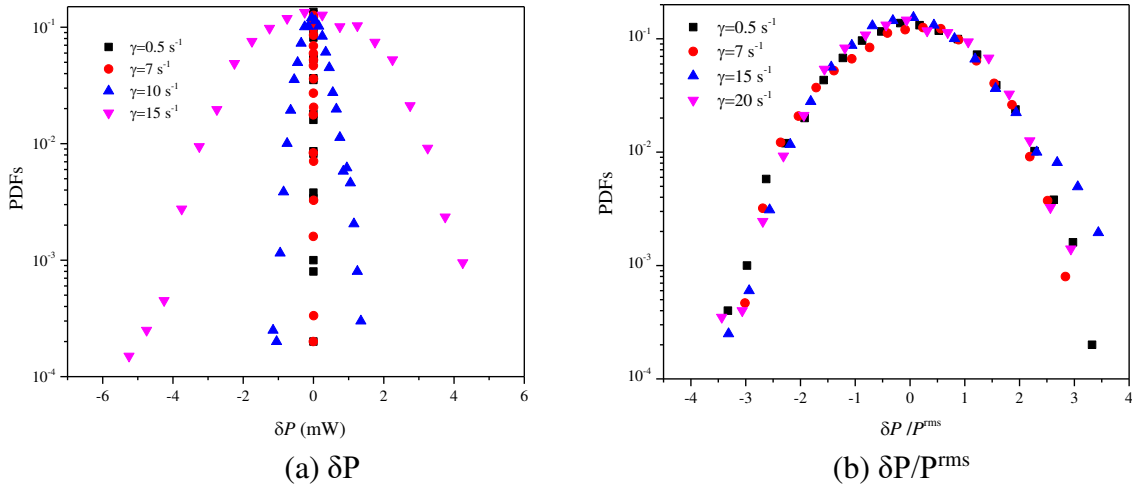 10⁻¹
10⁻²
10⁻³
10⁻⁴
PDFs
γ=0.5 s⁻¹
γ=7 s⁻¹
γ=10 s⁻¹
γ=15 s⁻¹
-6 -4 -2 0 2 4 6
δP (mW)
(a) δP
10⁻¹
10⁻²
10⁻³
10⁻⁴
PDFs
γ=0.5 s⁻¹
γ=7 s⁻¹
γ=15 s⁻¹
γ=20 s⁻¹
-4 -3 -2 -1 0 1 2 3 4
δP /Pʳᵐˢ
(b) δP/Pʳᵐˢ